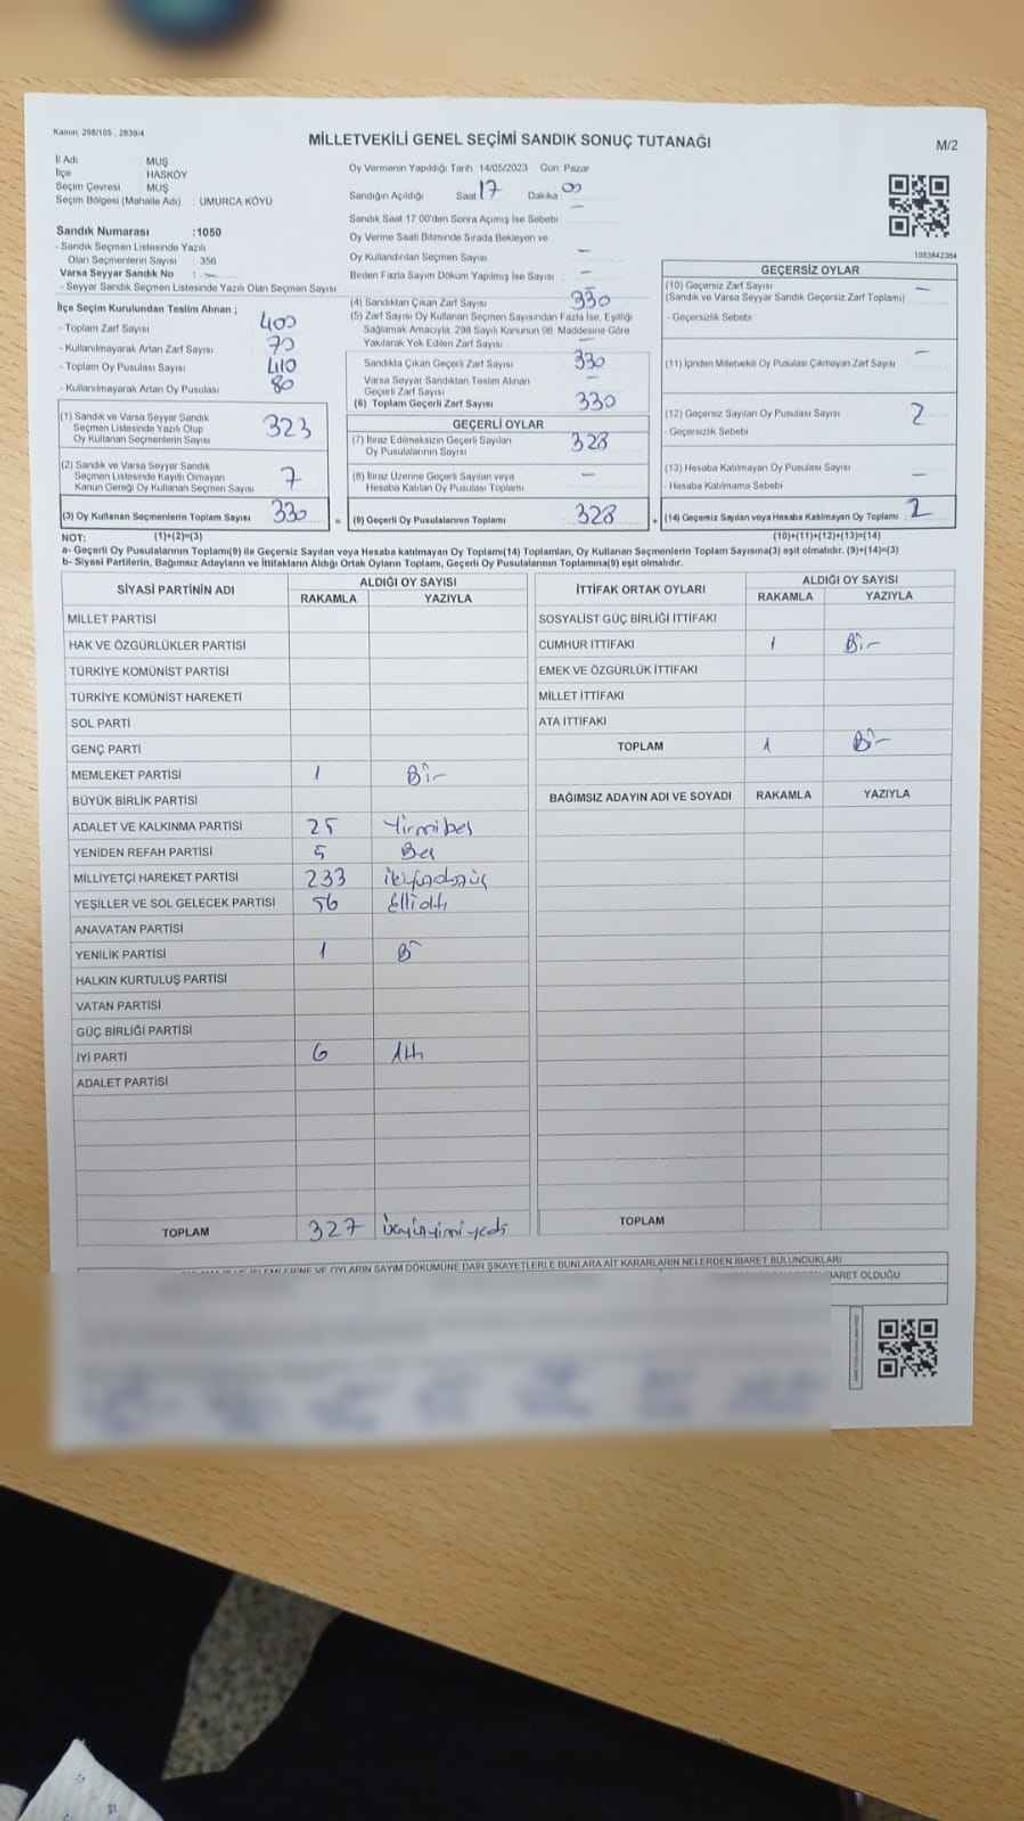 Kanun: 298/105 , 2839/4
MİLLETVEKİLİ GENEL SEÇİMİ SANDIK SONUÇ TUTANAĞI
M/2
İl Adı : MUŞ
İlçe : HASKÖY
Seçim Çevresi : MUŞ
Seçim Bölgesi (Mahalle Adı) : UMURCA KÖYÜ
Sandık Numarası :1050
- Sandık Seçmen Listesinde Yazılı
Olan Seçmenlerin Sayısı : 356
Varsa Seyyar Sandık No : -
- Seyyar Sandık Seçmen Listesinde Yazılı Olan Seçmen Sayısı
Oy Vermenin Yapıldığı Tarih: 14/05/2023 Gün: Pazar
Sandığın Açıldığı Saat 17 Dakika: 00
Sandık Saat 17:00'den Sonra Açılmış İse Sebebi -
Oy Verme Saati Bitiminde Sırada Bekleyen ve
Oy Kullandırılan Seçmen Sayısı -
Birden Fazla Sayım Döküm Yapılmış İse Sayısı : -
1083842384
İlçe Seçim Kurulundan Teslim Alınan ;
- Toplam Zarf Sayısı 400
- Kullanılmayarak Artan Zarf Sayısı 70
- Toplam Oy Pusulası Sayısı 410
- Kullanılmayarak Artan Oy Pusulası 80
(1) Sandık ve Varsa Seyyar Sandık
Seçmen Listesinde Yazılı Olup
Oy Kullanan Seçmenlerin Sayısı 323
(2) Sandık ve Varsa Seyyar Sandık
Seçmen Listesinde Kayıtlı Olmayan
Kanun Gereği Oy Kullanan Seçmen Sayısı 7
(3) Oy Kullanan Seçmenlerin Toplam Sayısı 330
(4) Sandıktan Çıkan Zarf Sayısı 330
(5) Zarf Sayısı Oy Kullanan Seçmen Sayısından Fazla İse, Eşitliği
Sağlamak Amacıyla, 298 Sayılı Kanunun 98. Maddesine Göre
Yakılarak Yok Edilen Zarf Sayısı -
Sandıkta Çıkan Geçerli Zarf Sayısı 330
Varsa Seyyar Sandıktan Teslim Alınan
Geçerli Zarf Sayısı -
(6) Toplam Geçerli Zarf Sayısı 330
GEÇERLİ OYLAR
(7) İtiraz Edilmeksizin Geçerli Sayılan
Oy Pusulalarının Sayısı 328
(8) İtiraz Üzerine Geçerli Sayılan veya
Hesaba Katılan Oy Pusulası Toplamı -
= (9) Geçerli Oy Pusulalarının Toplamı 328
GEÇERSİZ OYLAR
(10) Geçersiz Zarf Sayısı -
(Sandık ve Varsa Seyyar Sandık Geçersiz Zarf Toplamı)
- Geçersizlik Sebebi
(11) İçinden Milletvekili Oy Pusulası Çıkmayan Zarf Sayısı -
(12) Geçersiz Sayılan Oy Pusulası Sayısı 2
- Geçersizlik Sebebi
(13) Hesaba Katılmayan Oy Pusulası Sayısı -
- Hesaba Katılmama Sebebi
+ (14) Geçersiz Sayılan veya Hesaba Katılmayan Oy Toplamı 2
NOT: (1)+(2)=(3) (10)+(11)+(12)+(13)=(14)
a- Geçerli Oy Pusulalarının Toplamı(9) ile Geçersiz Sayılan veya Hesaba katılmayan Oy Toplamı(14) Toplamları, Oy Kullanan Seçmenlerin Toplam Sayısına(3) eşit olmalıdır. (9)+(14)=(3)
b- Siyasi Partilerin, Bağımsız Adayların ve İttifakların Aldığı Ortak Oyların Toplamı, Geçerli Oy Pusulalarının Toplamına(9) eşit olmalıdır.
SİYASİ PARTİNİN ADI
ALDIĞI OY SAYISI
RAKAMLA YAZIYLA
MİLLET PARTİSİ
HAK VE ÖZGÜRLÜKLER PARTİSİ
TÜRKİYE KOMÜNİST PARTİSİ
TÜRKİYE KOMÜNİST HAREKETİ
SOL PARTİ
GENÇ PARTİ
MEMLEKET PARTİSİ 1 Bir
BÜYÜK BİRLİK PARTİSİ
ADALET VE KALKINMA PARTİSİ 25 Yirmibeş
YENİDEN REFAH PARTİSİ 5 Beş
MİLLİYETÇİ HAREKET PARTİSİ 233
YEŞİLLER VE SOL GELECEK PARTİSİ 56 Elli altı
ANAVATAN PARTİSİ
YENİLİK PARTİSİ 1 Bir
HALKIN KURTULUŞ PARTİSİ
VATAN PARTİSİ
GÜÇ BİRLİĞİ PARTİSİ
İYİ PARTİ 6 Altı
ADALET PARTİSİ
TOPLAM 327 üçyüzyirmiyedi
İTTİFAK ORTAK OYLARI
ALDIĞI OY SAYISI
RAKAMLA YAZIYLA
SOSYALİST GÜÇ BİRLİĞİ İTTİFAKI
CUMHUR İTTİFAKI 1 Bir
EMEK VE ÖZGÜRLÜK İTTİFAKI
MİLLET İTTİFAKI
ATA İTTİFAKI
TOPLAM 1 Bir
BAĞIMSIZ ADAYIN ADI VE SOYADI RAKAMLA YAZIYLA
TOPLAM
VE OYLARIN SAYIM DÖKÜMÜNE DAİR ŞİKAYETLERLE BUNLARA AİT KARARLARIN NELERDEN İBARET BULUNDUKLARI
İBARET OLDUĞU